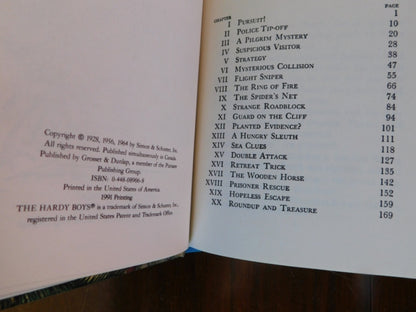 Copyright © 1928, 1956, 1964 by Simon & Schuster, Inc.
All rights reserved. Published simultaneously in Canada.
Published by Grosset & Dunlap, a member of the Putnam
Publishing Group.
ISBN: 0-448-08906-8
Printed in the United States of America
1991 Printing
THE HARDY BOYS® is a trademark of Simon & Schuster, Inc.,
registered in the United States Patent and Trademark Office
CHAPTER PAGE
I PURSUIT! 1
II POLICE TIP-OFF 10
III A PILGRIM MYSTERY 20
IV SUSPICIOUS VISITOR 29
V STRATEGY 38
VI MYSTERIOUS COLLISION 47
VII FLIGHT SNIPER 55
VIII THE RING OF FIRE 66
IX THE SPIDER'S NET 74
X STRANGE ROADBLOCK 83
XI GUARD ON THE CLIFF 91
XII PLANTED EVIDENCE? 101
XIII A HUNGRY SLEUTH 109
XIV SEA CLUES 119
XV DOUBLE ATTACK 127
XVI RETREAT TRICK 135
XVII THE WOODEN HORSE 142
XVIII PRISONER RESCUE 152
XIX HOPELESS ESCAPE 159
XX ROUNDUP AND TREASURE 169